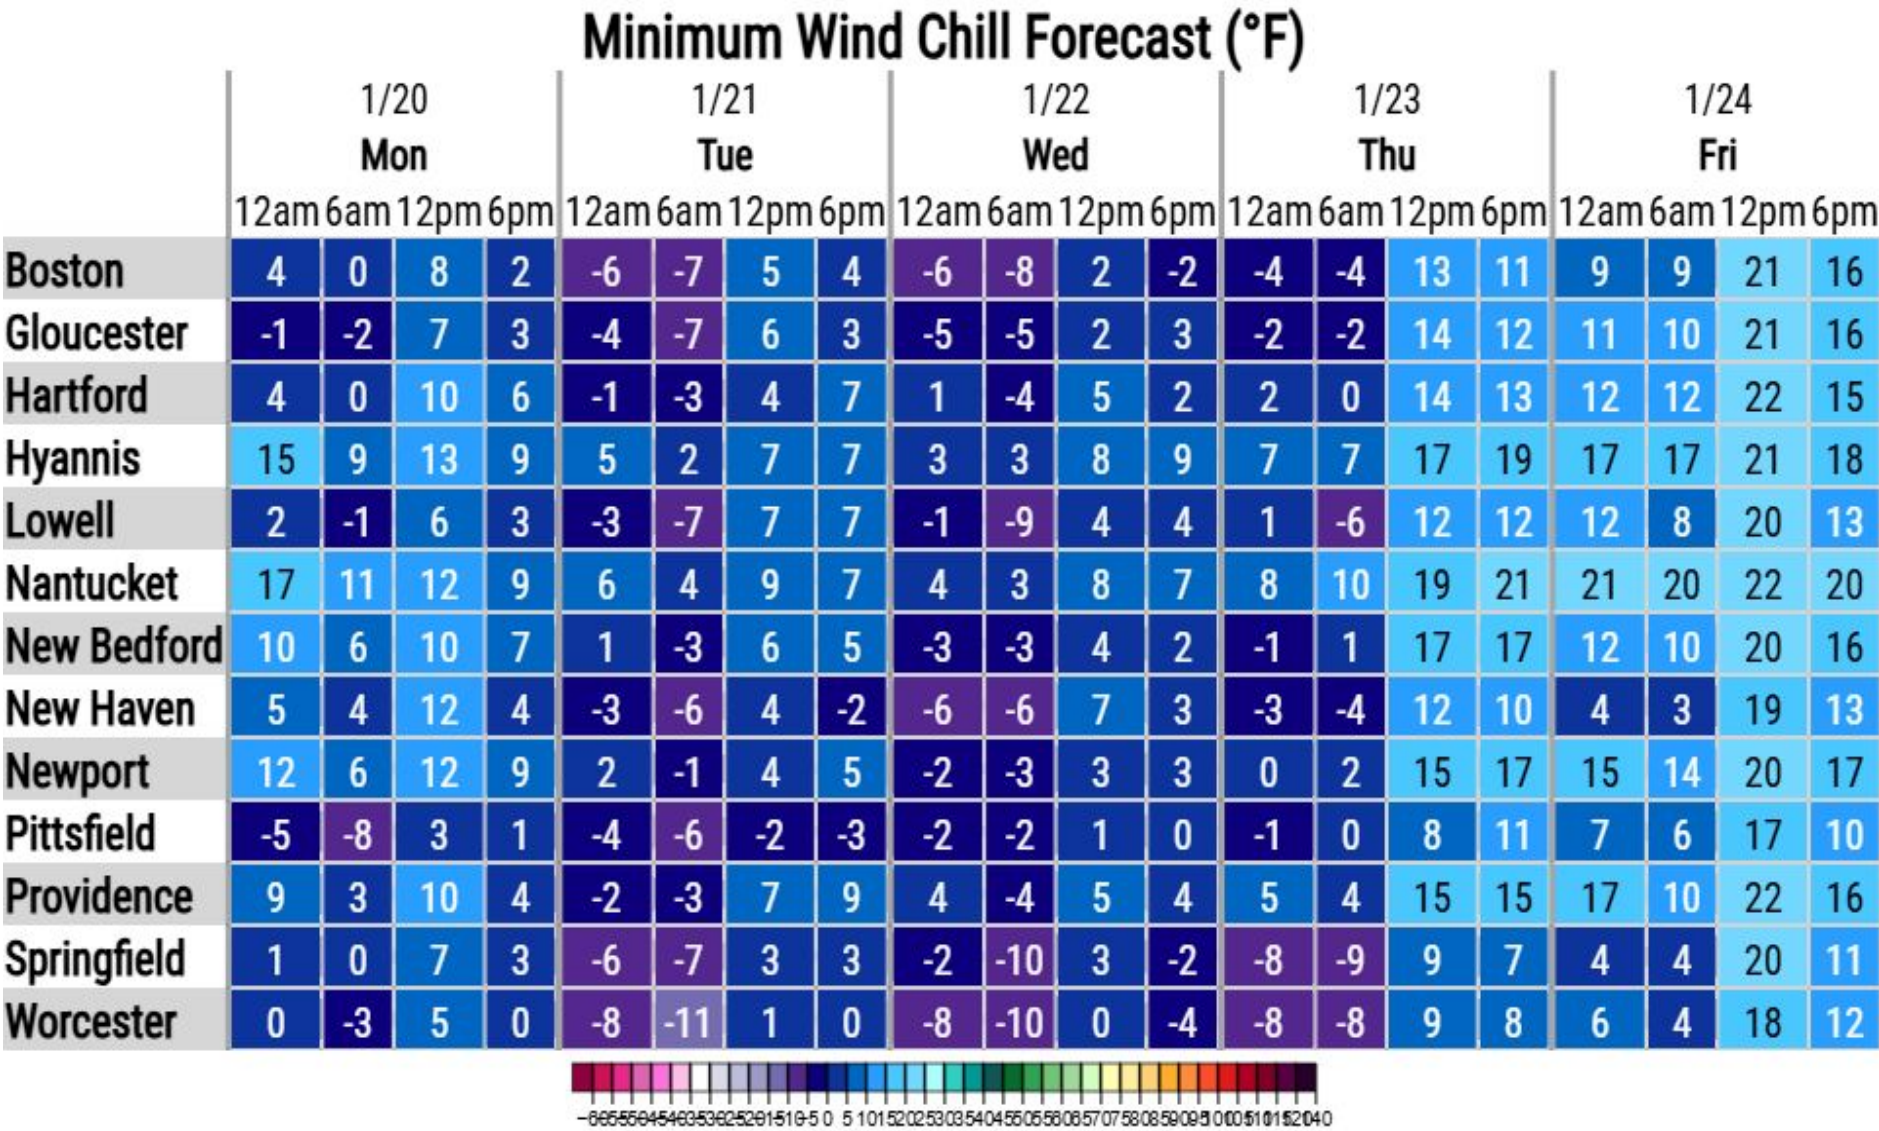 Minimum Wind Chill Forecast (°F)
1/20 1/21 1/22 1/23 1/24
Mon Tue Wed Thu Fri
12am 6am 12pm 6pm 12am 6am 12pm 6pm 12am 6am 12pm 6pm 12am 6am 12pm 6pm 12am 6am 12pm 6pm
Boston 4 0 8 2 -6 -7 5 4 -6 -8 2 -2 -4 -4 13 11 9 9 21 16
Gloucester -1 -2 7 3 -4 -7 6 3 -5 -5 2 3 -2 -2 14 12 11 10 21 16
Hartford 4 0 10 6 -1 -3 4 7 1 -4 5 2 2 0 14 13 12 12 22 15
Hyannis 15 9 13 9 5 2 7 7 3 3 8 9 7 7 17 19 17 17 21 18
Lowell 2 -1 6 3 -3 -7 7 7 -1 -9 4 4 1 -6 12 12 12 8 20 13
Nantucket 17 11 12 9 6 4 9 7 4 3 8 7 8 10 19 21 21 20 22 20
New Bedford 10 6 10 7 1 -3 6 5 -3 -3 4 2 -1 1 17 17 12 10 20 16
New Haven 5 4 12 4 -3 -6 4 -2 -6 -6 7 3 -3 -4 12 10 4 3 19 13
Newport 12 6 12 9 2 -1 4 5 -2 -3 3 3 0 2 15 17 15 14 20 17
Pittsfield -5 -8 3 1 -4 -6 -2 -3 -2 -2 1 0 -1 0 8 11 7 6 17 10
Providence 9 3 10 4 -2 -3 7 9 4 -4 5 4 5 4 15 15 17 10 22 16
Springfield 1 0 7 3 -6 -7 3 3 -2 -10 3 -2 -8 -9 9 7 4 4 20 11
Worcester 0 -3 5 0 -8 -11 1 0 -8 -10 0 -4 -8 -8 9 8 6 4 18 12